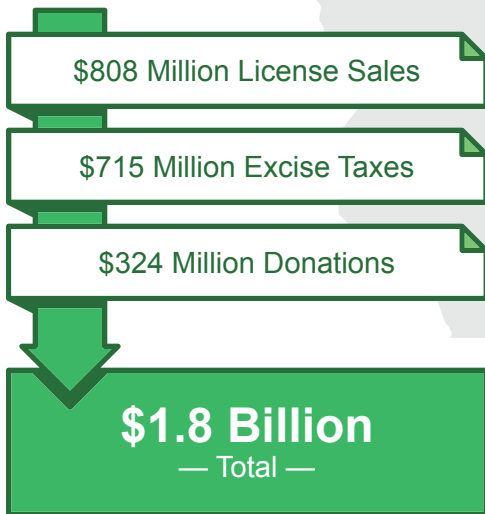 $808 Million License Sales
$715 Million Excise Taxes
$324 Million Donations
$1.8 Billion
— Total —